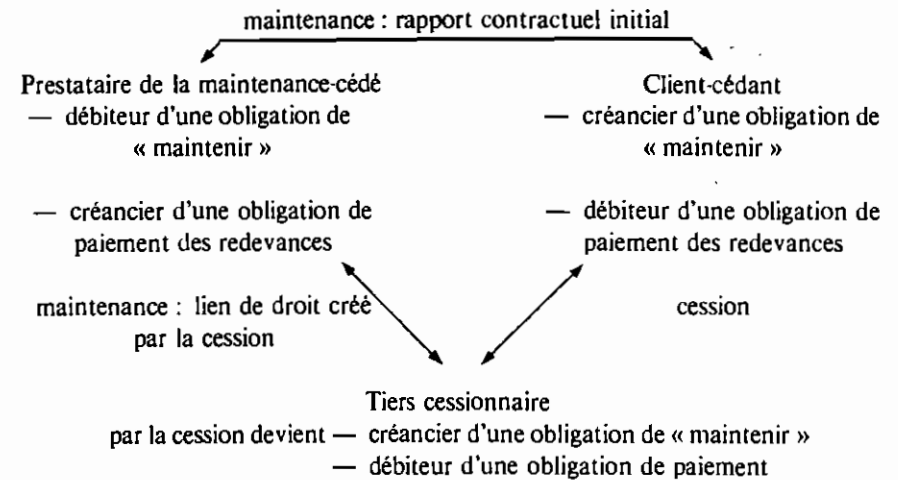 maintenance : rapport contractuel initial
Prestataire de la maintenance-cédé
— débiteur d'une obligation de
« maintenir »
— créancier d'une obligation de
paiement des redevances
Client-cédant
— créancier d'une obligation de
« maintenir »
— débiteur d'une obligation de
paiement des redevances
maintenance : lien de droit créé
par la cession
cession
Tiers cessionnaire
par la cession devient — créancier d'une obligation de « maintenir »
— débiteur d'une obligation de paiement